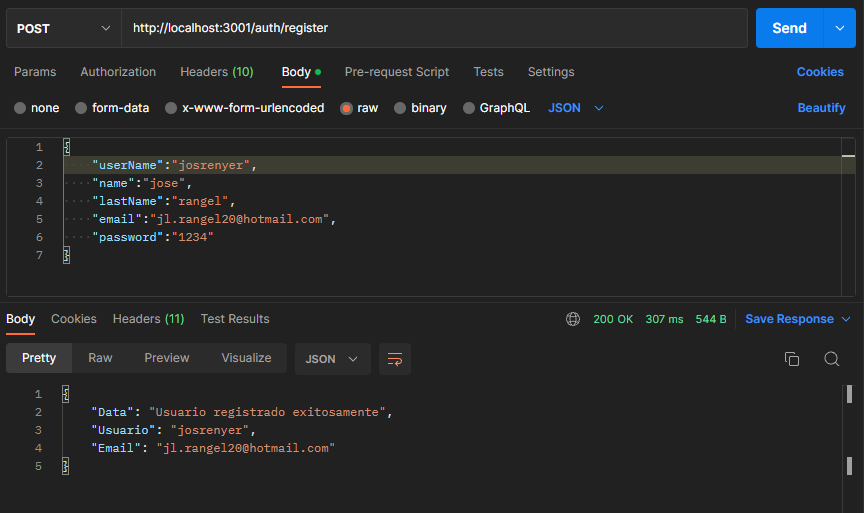 POST http://localhost:3001/auth/register Send
Params Authorization Headers (10) Body Pre-request Script Tests Settings Cookies
none form-data x-www-form-urlencoded raw binary GraphQL JSON Beautify
1 {
2 "userName":"josrenyer",
3 "name":"jose",
4 "lastName":"rangel",
5 "email":"jl.rangel20@hotmail.com",
6 "password":"1234"
7 }
Body Cookies Headers (11) Test Results 200 OK 307 ms 544 B Save Response
Pretty Raw Preview Visualize JSON
1 {
2 "Data": "Usuario registrado exitosamente",
3 "Usuario": "josrenyer",
4 "Email": "jl.rangel20@hotmail.com"
5 }